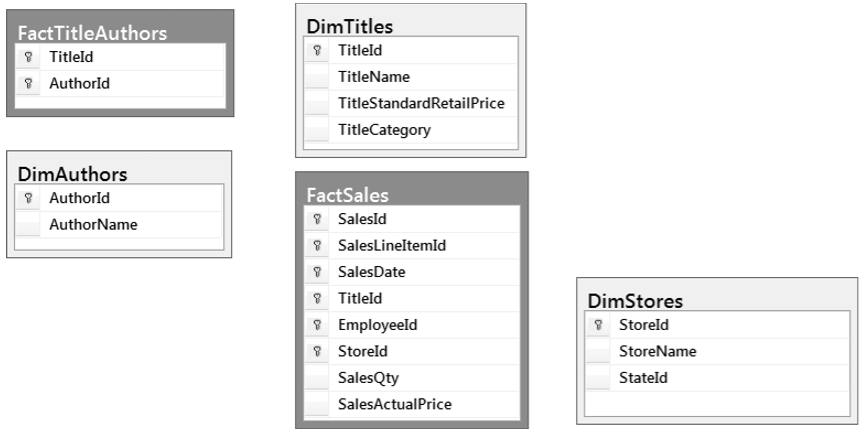 FactTitleAuthors
TitleId
AuthorId
DimTitles
TitleId
TitleName
TitleStandardRetailPrice
TitleCategory
DimAuthors
AuthorId
AuthorName
FactSales
SalesId
SalesLineItemId
SalesDate
TitleId
EmployeeId
StoreId
SalesQty
SalesActualPrice
DimStores
StoreId
StoreName
StateId